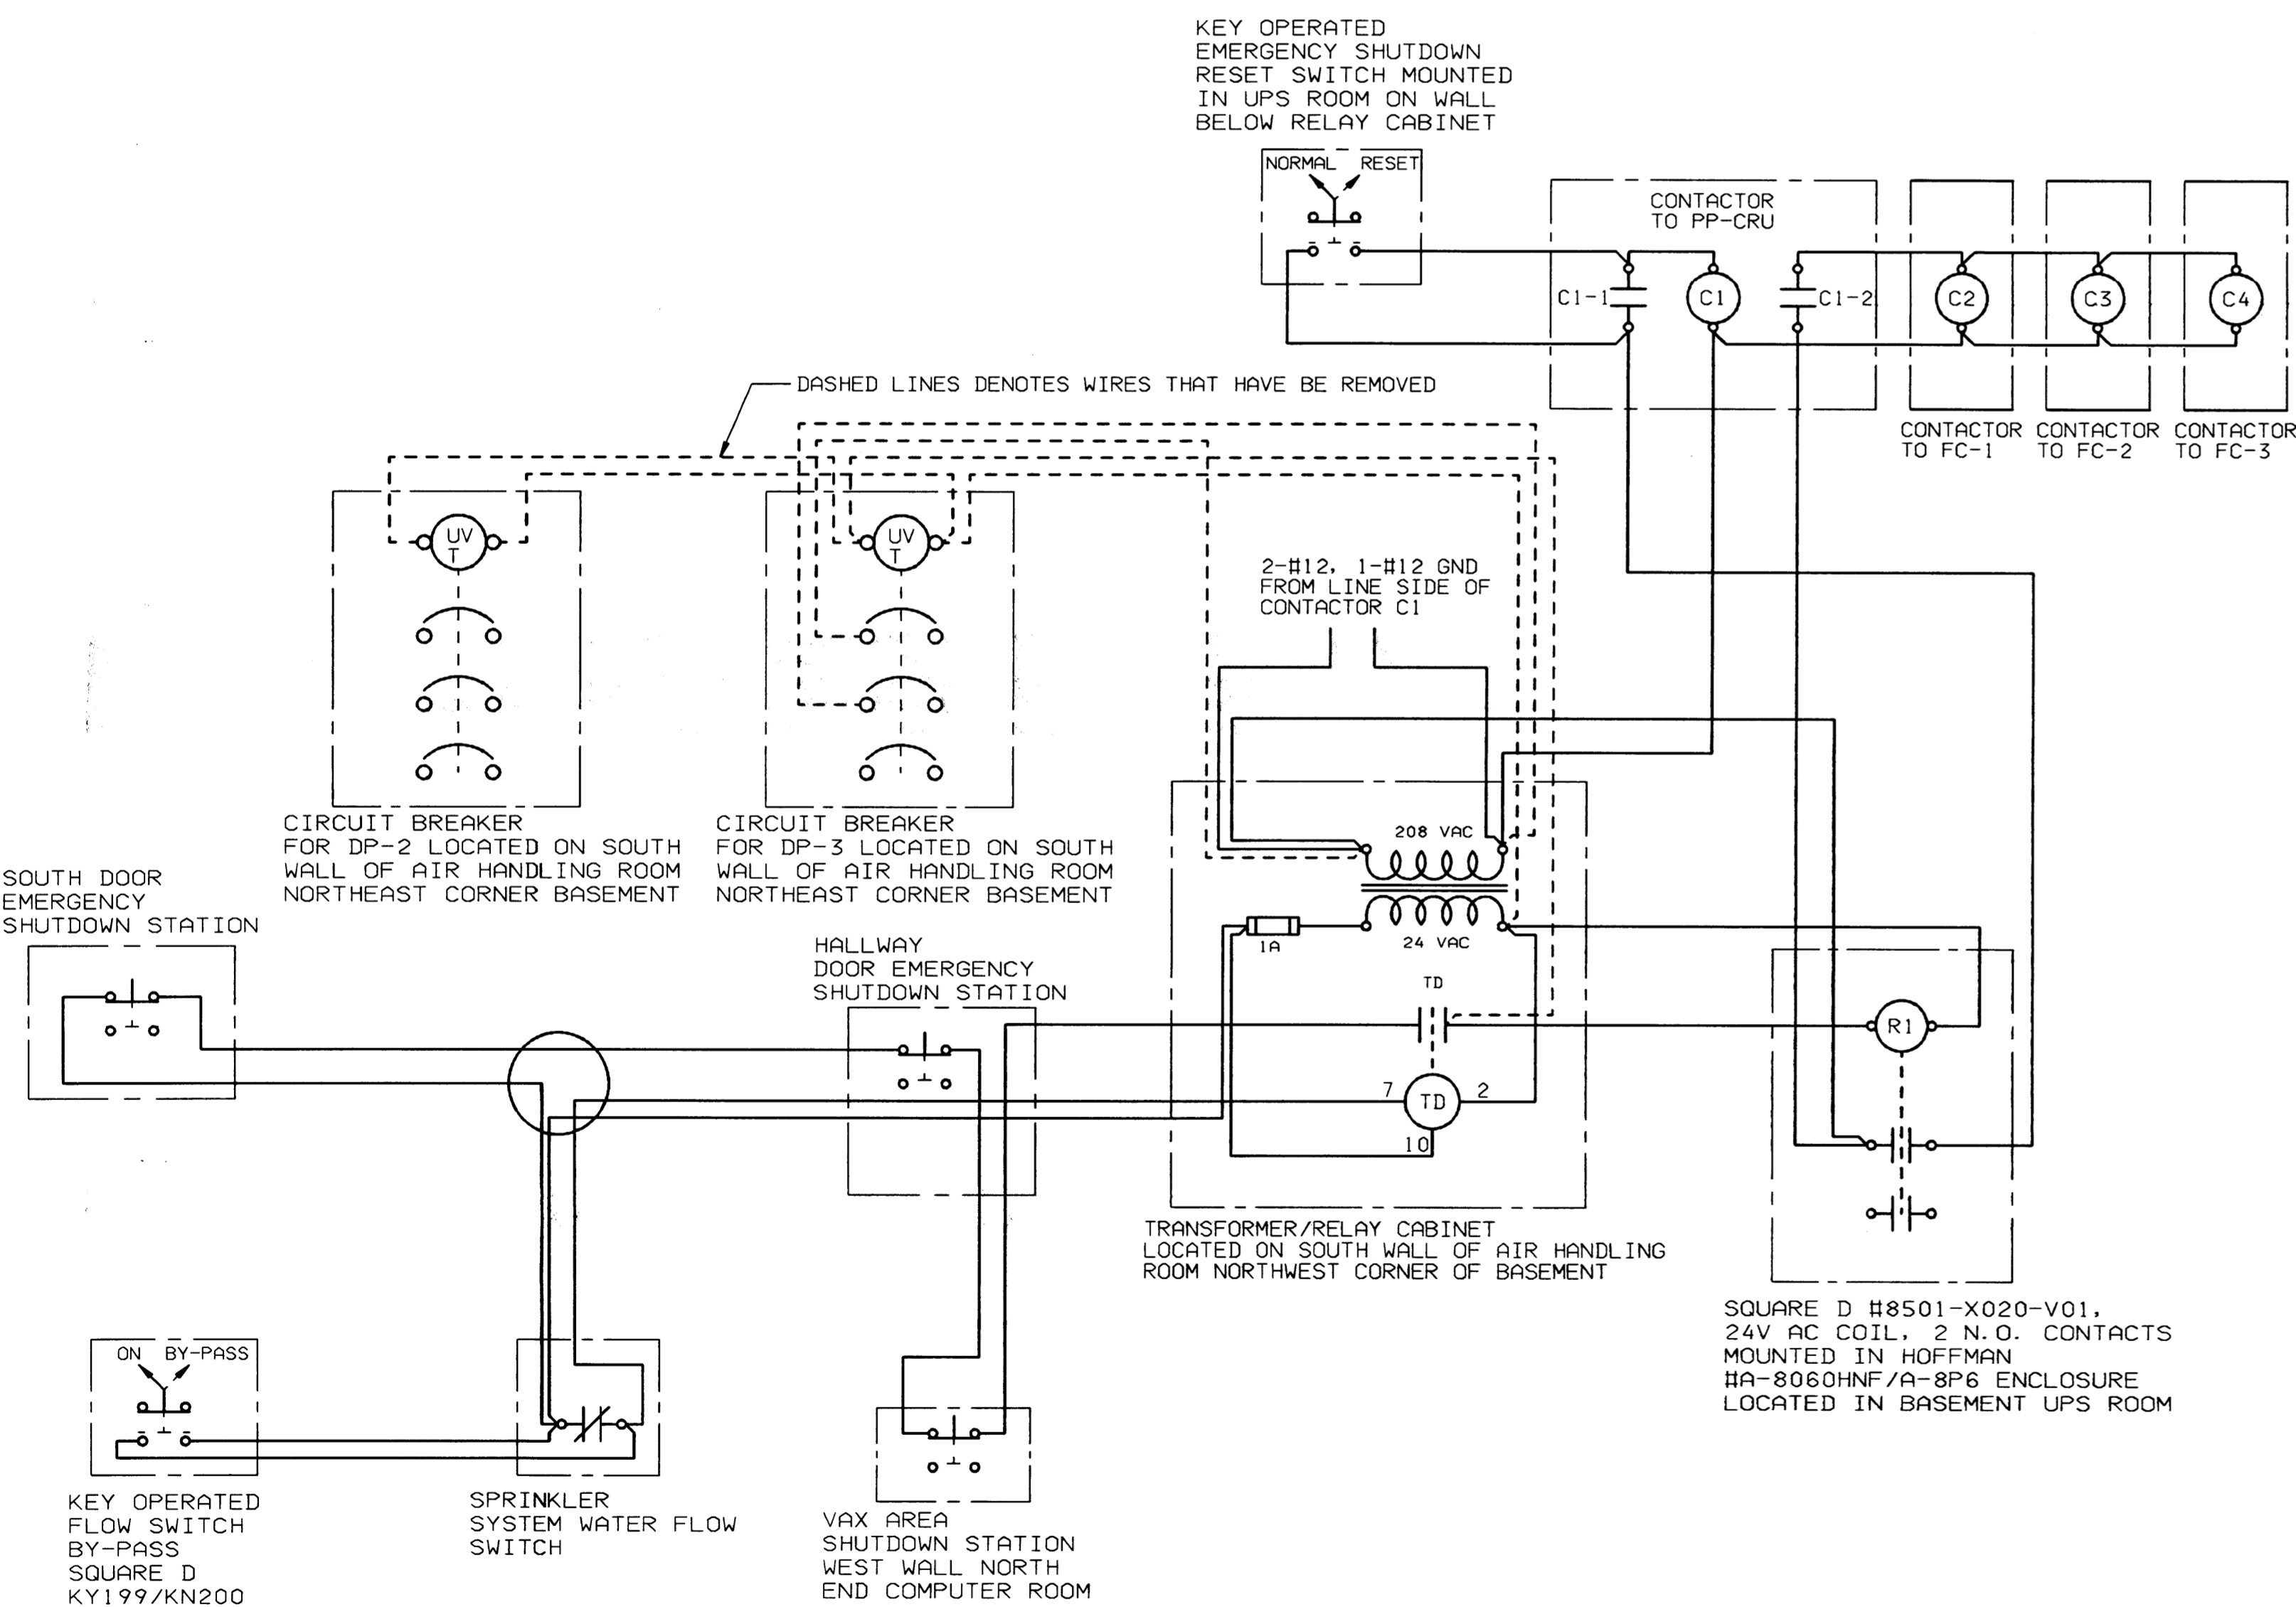 KEY OPERATED
EMERGENCY SHUTDOWN
RESET SWITCH MOUNTED
IN UPS ROOM ON WALL
BELOW RELAY CABINET
NORMAL RESET
CONTACTOR
TO PP-CRU
C1-1
C1
C1-2
C2
C3
C4
CONTACTOR
TO FC-1
CONTACTOR
TO FC-2
CONTACTOR
TO FC-3
DASHED LINES DENOTES WIRES THAT HAVE BE REMOVED
UV
T
UV
T
2-#12, 1-#12 GND
FROM LINE SIDE OF
CONTACTOR C1
CIRCUIT BREAKER
FOR DP-2 LOCATED ON SOUTH
WALL OF AIR HANDLING ROOM
NORTHEAST CORNER BASEMENT
CIRCUIT BREAKER
FOR DP-3 LOCATED ON SOUTH
WALL OF AIR HANDLING ROOM
NORTHEAST CORNER BASEMENT
208 VAC
1A
24 VAC
TD
7
TD
2
10
R1
SOUTH DOOR
EMERGENCY
SHUTDOWN STATION
HALLWAY
DOOR EMERGENCY
SHUTDOWN STATION
TRANSFORMER/RELAY CABINET
LOCATED ON SOUTH WALL OF AIR HANDLING
ROOM NORTHWEST CORNER OF BASEMENT
SQUARE D #8501-XO20-V01,
24V AC COIL, 2 N.O. CONTACTS
MOUNTED IN HOFFMAN
#A-8060HNF/A-8P6 ENCLOSURE
LOCATED IN BASEMENT UPS ROOM
ON BY-PASS
KEY OPERATED
FLOW SWITCH
BY-PASS
SQUARE D
KY199/KN200
SPRINKLER
SYSTEM WATER FLOW
SWITCH
VAX AREA
SHUTDOWN STATION
WEST WALL NORTH
END COMPUTER ROOM